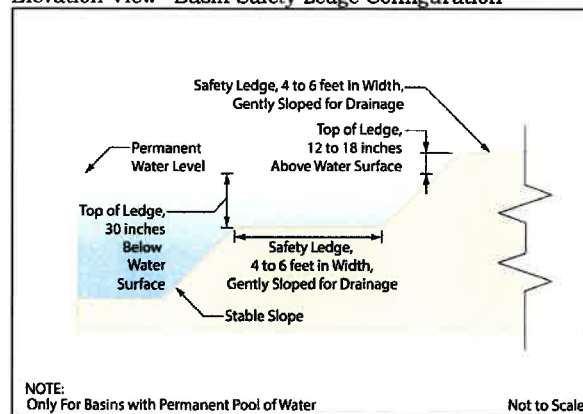 Elevation View - Basin Safety Ledge Configuration
Safety Ledge, 4 to 6 feet in Width,
Gently Sloped for Drainage
Top of Ledge,
12 to 18 inches
Above Water Surface
Permanent
Water Level
Top of Ledge,
30 inches
Below
Water
Surface
Safety Ledge,
4 to 6 feet in Width,
Gently Sloped for Drainage
Stable Slope
NOTE:
Only For Basins with Permanent Pool of Water
Not to Scale